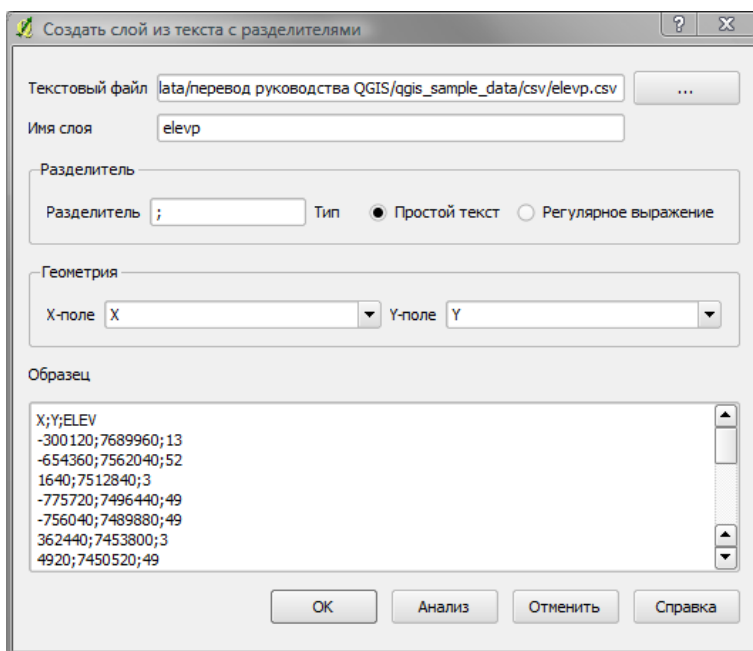 Создать слой из текста с разделителями
Текстовый файл lata/перевод руководства QGIS/qgis_sample_data/csv/elevp.csv ...
Имя слоя elevp
Разделитель
Разделитель ; Тип Простой текст Регулярное выражение
Геометрия
X-поле X Y-поле Y
Образец
X;Y;ELEV
-300120;7689960;13
-654360;7562040;52
1640;7512840;3
-775720;7496440;49
-756040;7489880;49
362440;7453800;3
4920;7450520;49
OK Анализ Отменить Справка